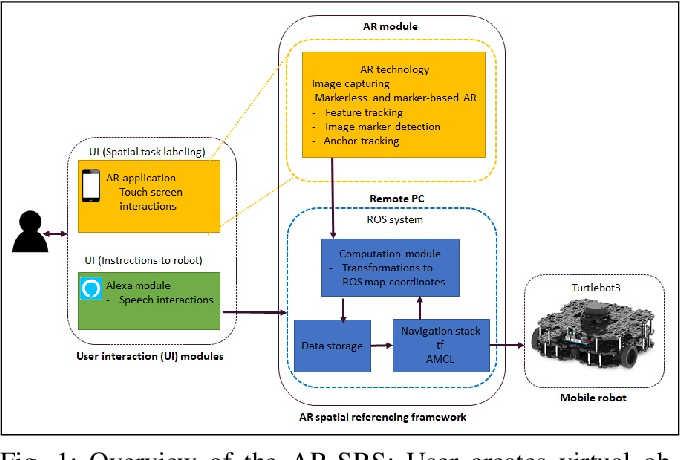 AR module
AR technology
Image capturing
Markerless and marker-based AR
- Feature tracking
- Image marker detection
- Anchor tracking
UI (Spatial task labeling)
AR application
Touch screen
interactions
UI (Instructions to robot)
Alexa module
- Speech interactions
User interaction (UI) modules
Remote PC
ROS system
Computation module
- Transformations to
ROS map coordinates
Data storage
Navigation stack
tf
AMCL
AR spatial referencing framework
Turtlebot3
Mobile robot
Fig. 1: Overview of the AR-SRS: User creates virtual ob-